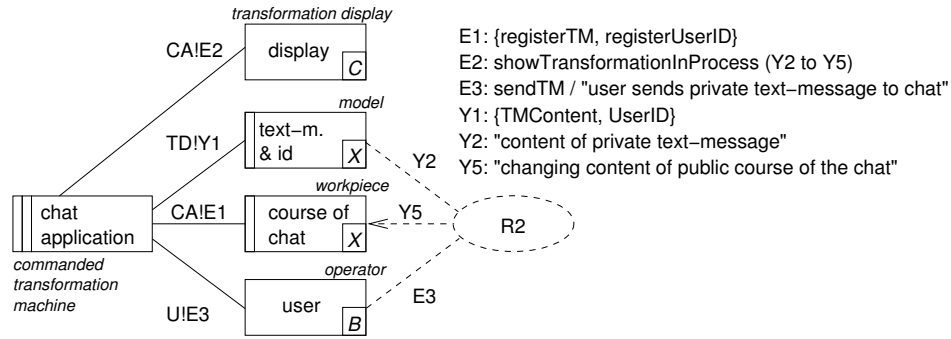 transformation display
display
C
CA!E2
model
text−m.
& id
X
TD!Y1
Y2
workpiece
chat
application
CA!E1
course of
chat
X
Y5
R2
commanded
transformation
machine
operator
user
B
U!E3
E3
E1: {registerTM, registerUserID}
E2: showTransformationInProcess (Y2 to Y5)
E3: sendTM / "user sends private text−message to chat"
Y1: {TMContent, UserID}
Y2: "content of private text−message"
Y5: "changing content of public course of the chat"